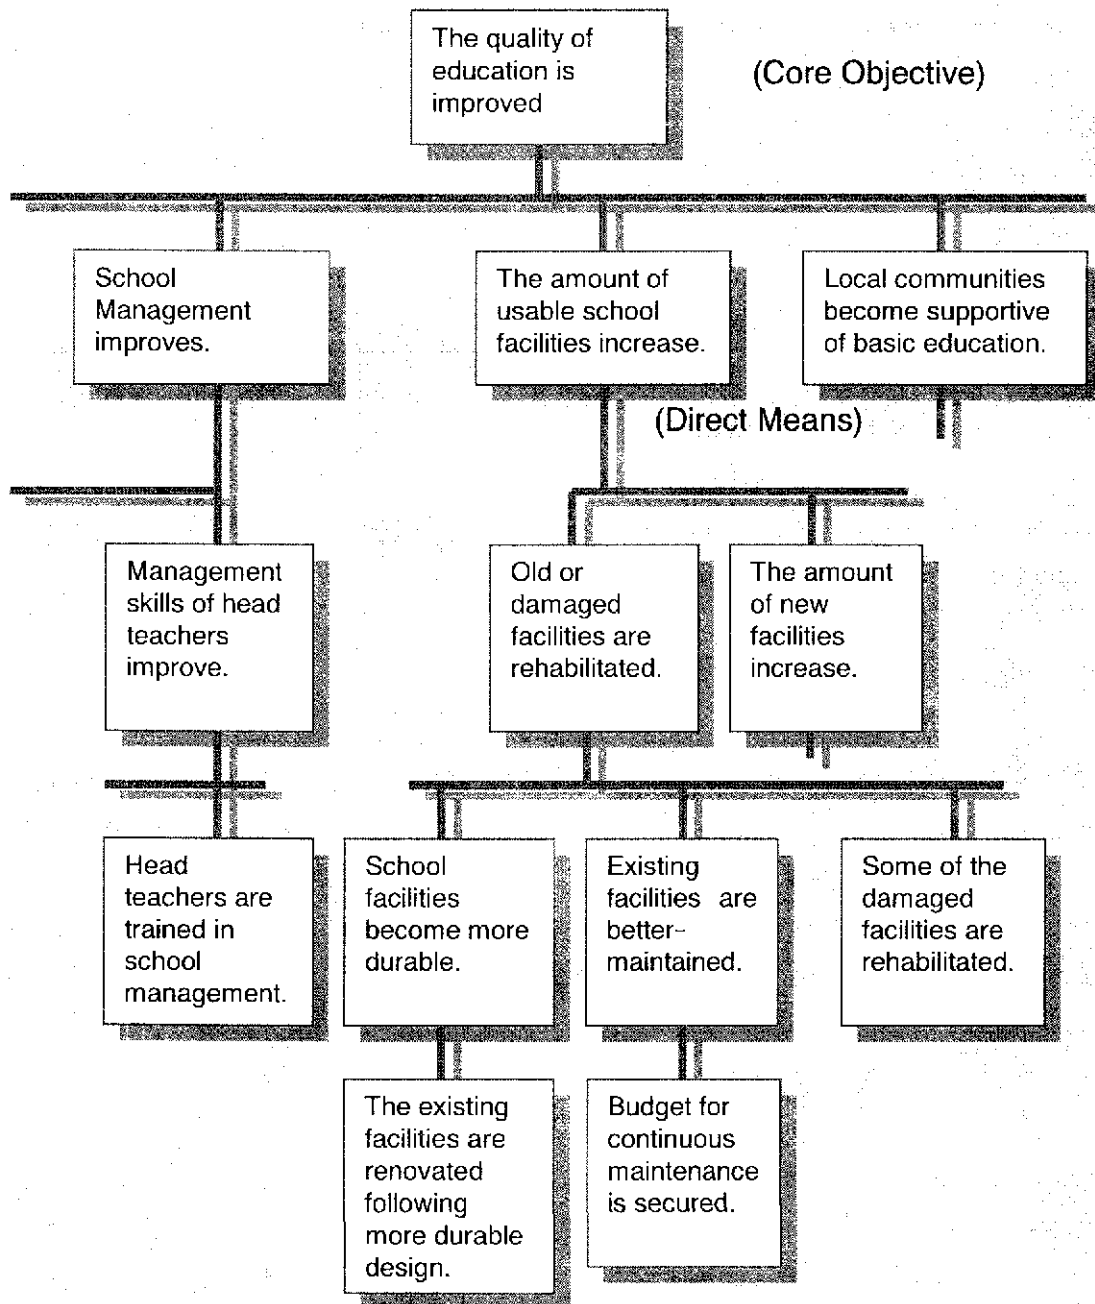 The quality of
education is
improved
(Core Objective)
School
Management
improves.
The amount of
usable school
facilities increase.
Local communities
become supportive
of basic education.
(Direct Means)
Management
skills of head
teachers
improve.
Old or
damaged
facilities are
rehabilitated.
The amount
of new
facilities
increase.
Head
teachers are
trained in
school
management.
School
facilities
become more
durable.
Existing
facilities are
better-
maintained.
Some of the
damaged
facilities are
rehabilitated.
The existing
facilities are
renovated
following
more durable
design.
Budget for
continuous
maintenance
is secured.